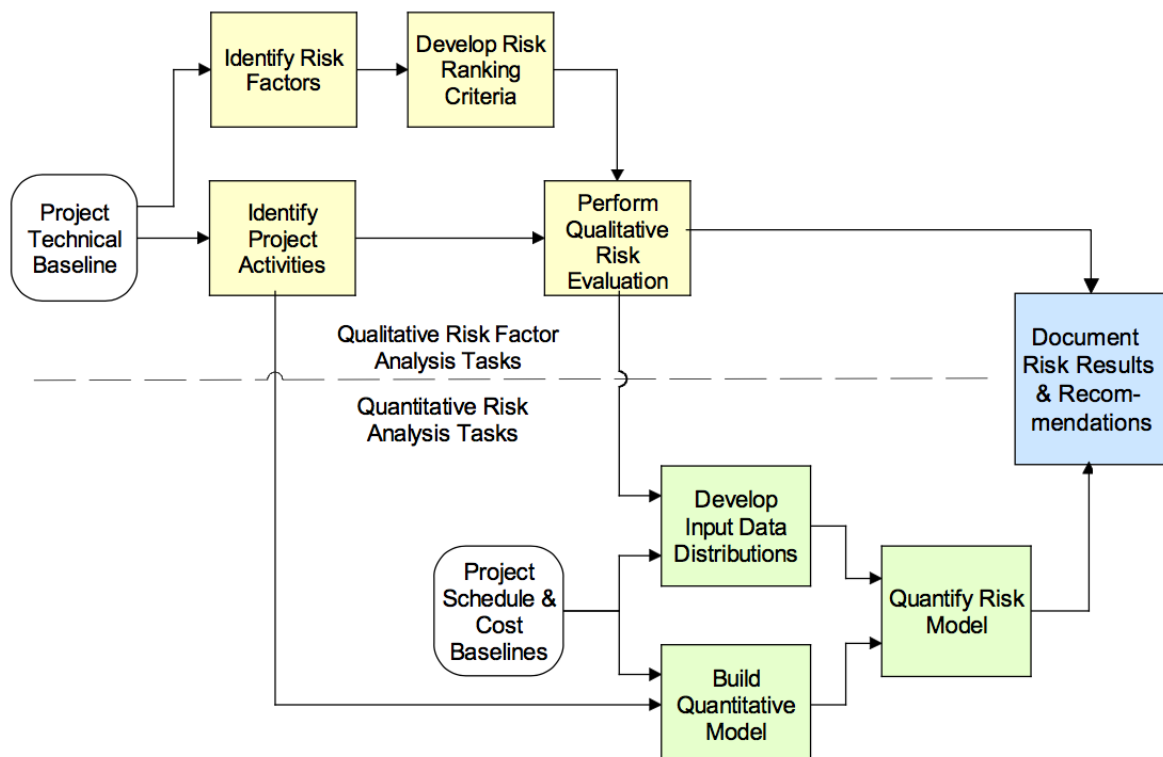 Identify Risk
Factors
Develop Risk
Ranking
Criteria
Project
Technical
Baseline
Identify
Project
Activities
Perform
Qualitative
Risk
Evaluation
Qualitative Risk Factor
Analysis Tasks
Quantitative Risk
Analysis Tasks
Document
Risk Results
& Recom-
mendations
Develop
Input Data
Distributions
Project
Schedule &
Cost
Baselines
Quantify Risk
Model
Build
Quantitative
Model